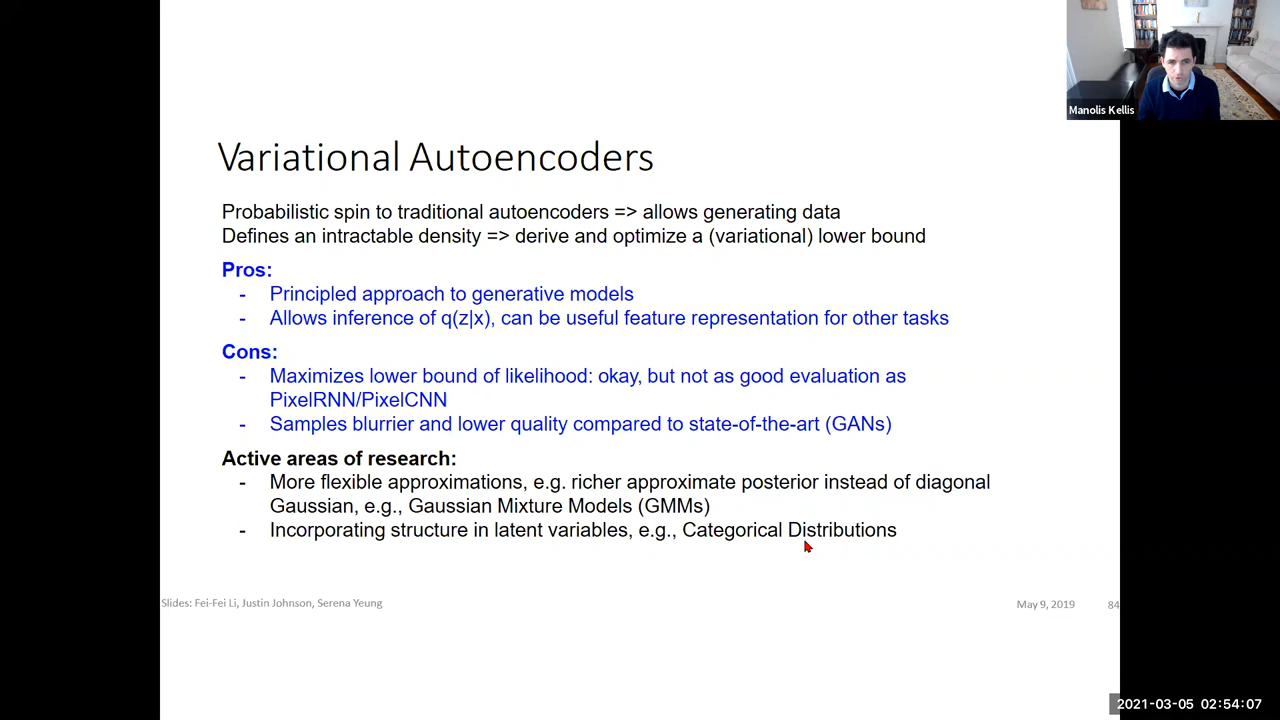 Manolis Kellis
Variational Autoencoders
Probabilistic spin to traditional autoencoders => allows generating data
Defines an intractable density => derive and optimize a (variational) lower bound
Pros:
- Principled approach to generative models
- Allows inference of q(z|x), can be useful feature representation for other tasks
Cons:
- Maximizes lower bound of likelihood: okay, but not as good evaluation as
PixelRNN/PixelCNN
- Samples blurrier and lower quality compared to state-of-the-art (GANs)
Active areas of research:
- More flexible approximations, e.g. richer approximate posterior instead of diagonal
Gaussian, e.g., Gaussian Mixture Models (GMMs)
- Incorporating structure in latent variables, e.g., Categorical Distributions
Slides: Fei-Fei Li, Justin Johnson, Serena Yeung
May 9, 2019 84
2021-03-05 02:54:07